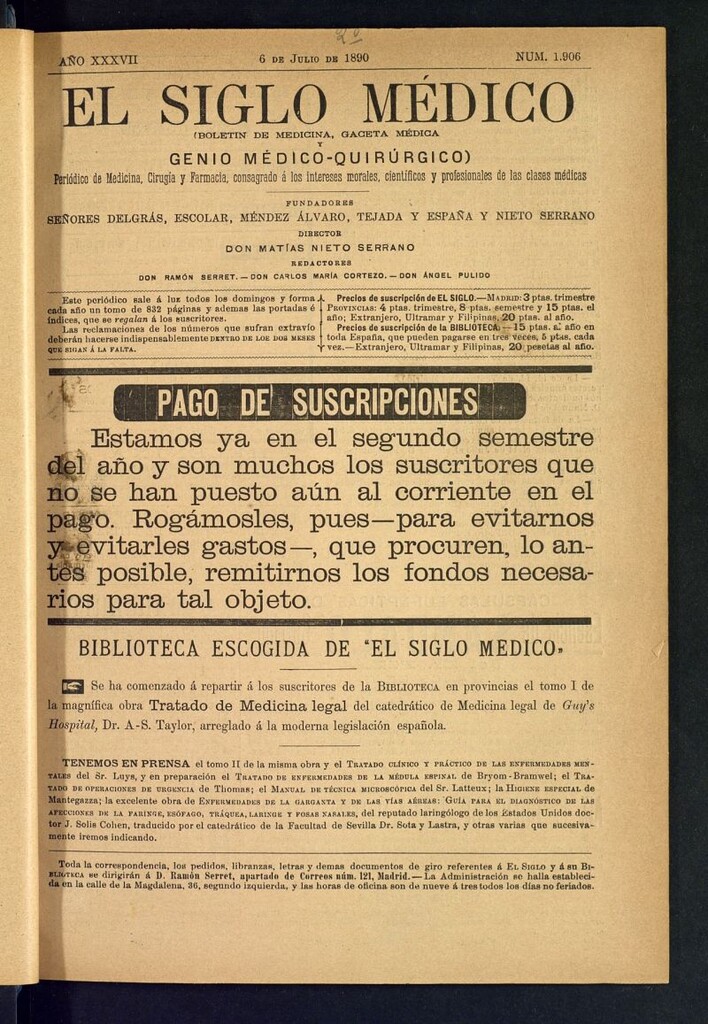 2º
AÑO XXXVII 6 DE JULIO DE 1890 NUM. 1.906
EL SIGLO MÉDICO
(BOLETIN DE MEDICINA, GACETA MÉDICA
Y
GENIO MÉDICO-QUIRÚRGICO)
Periódico de Medicina, Cirugía y Farmacia, consagrado á los intereses morales, científicos y profesionales de las clases médicas
FUNDADORES
SEÑORES DELGRÁS, ESCOLAR, MÉNDEZ ÁLVARO, TEJADA Y ESPAÑA Y NIETO SERRANO
DIRECTOR
DON MATÍAS NIETO SERRANO
REDACTORES
DON RAMÓN SERRET.—DON CARLOS MARÍA CORTEZO.—DON ÁNGEL PULIDO
Este periódico sale á luz todos los domingos y forma
cada año un tomo de 832 páginas y ademas las portadas é
índices, que se regalan á los suscritores.
Las reclamaciones de los números que sufran extravío
deberán hacerse indispensablemente DENTRO DE LOS DOS MESES
QUE SIGAN Á LA FALTA.
Precios de suscripción de EL SIGLO.—MADRID: 3 ptas. trimestre
PROVINCIAS: 4 ptas. trimestre, 8 ptas. semestre y 15 ptas. el
año; Extranjero, Ultramar y Filipinas, 20 ptas. al año.
Precios de suscripción de la BIBLIOTECA.—15 ptas. al año en
toda España, que pueden pagarse en tres veces, 5 ptas. cada
vez.—Extranjero, Ultramar y Filipinas, 20 pesetas al año.
PAGO DE SUSCRIPCIONES
Estamos ya en el segundo semestre
del año y son muchos los suscritores que
no se han puesto aún al corriente en el
pago. Rogámosles, pues—para evitarnos
y evitarles gastos—, que procuren, lo an-
tes posible, remitirnos los fondos necesa-
rios para tal objeto.
BIBLIOTECA ESCOGIDA DE "EL SIGLO MEDICO"
Se ha comenzado á repartir á los suscritores de la BIBLIOTECA en provincias el tomo I de
la magnífica obra Tratado de Medicina legal del catedrático de Medicina legal de Guy's
Hospital, Dr. A-S. Taylor, arreglado á la moderna legislación española.
TENEMOS EN PRENSA el tomo II de la misma obra y el TRATADO CLÍNICO Y PRÁCTICO DE LAS ENFERMEDADES MEN-
TALES del Sr. Luys, y en preparación el TRATADO DE ENFERMEDADES DE LA MÉDULA ESPINAL de Bryom-Bramwel; el TRA-
TADO DE OPERACIONES DE URGENCIA de Thomas; el MANUAL DE TÉCNICA MICROSCÓPICA del Sr. Latteux; la HIGIENE ESPECIAL de
Mantegazza; la excelente obra de ENFERMEDADES DE LA GARGANTA Y DE LAS VÍAS AÉREAS: GUÍA PARA EL DIAGNÓSTICO DE LAS
AFECCIONES DE LA FARINGE, ESÓFAGO, TRÁQUEA, LARINGE Y FOSAS NASALES, del reputado laringólogo de los Estados Unidos doc-
tor J. Solis Cohen, traducido por el catedrático de la Facultad de Sevilla Dr. Sota y Lastra, y otras varias que sucesiva-
mente iremos indicando.
Toda la correspondencia, los pedidos, libranzas, letras y demas documentos de giro referentes á EL SIGLO y á su BI-
BLIOTECA se dirigirán á D. Ramón Serret, apartado de Correos núm. 121, Madrid.—La Administración se halla estableci-
da en la calle de la Magdalena, 36, segundo izquierda, y las horas de oficina son de nueve á tres todos los días no feriados.